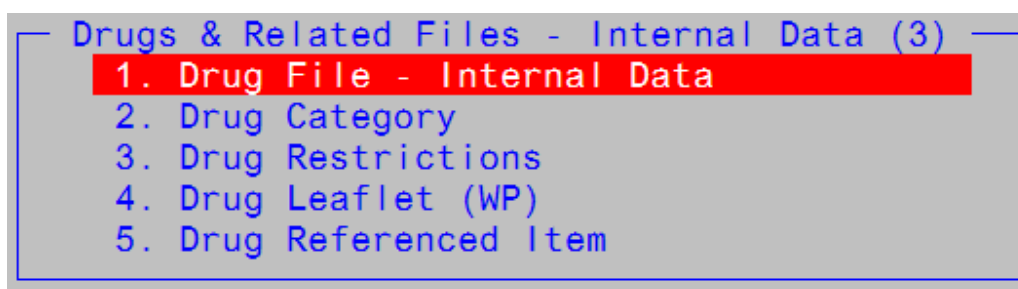 Drugs & Related Files - Internal Data (3)
1. Drug File - Internal Data
2. Drug Category
3. Drug Restrictions
4. Drug Leaflet (WP)
5. Drug Referenced Item